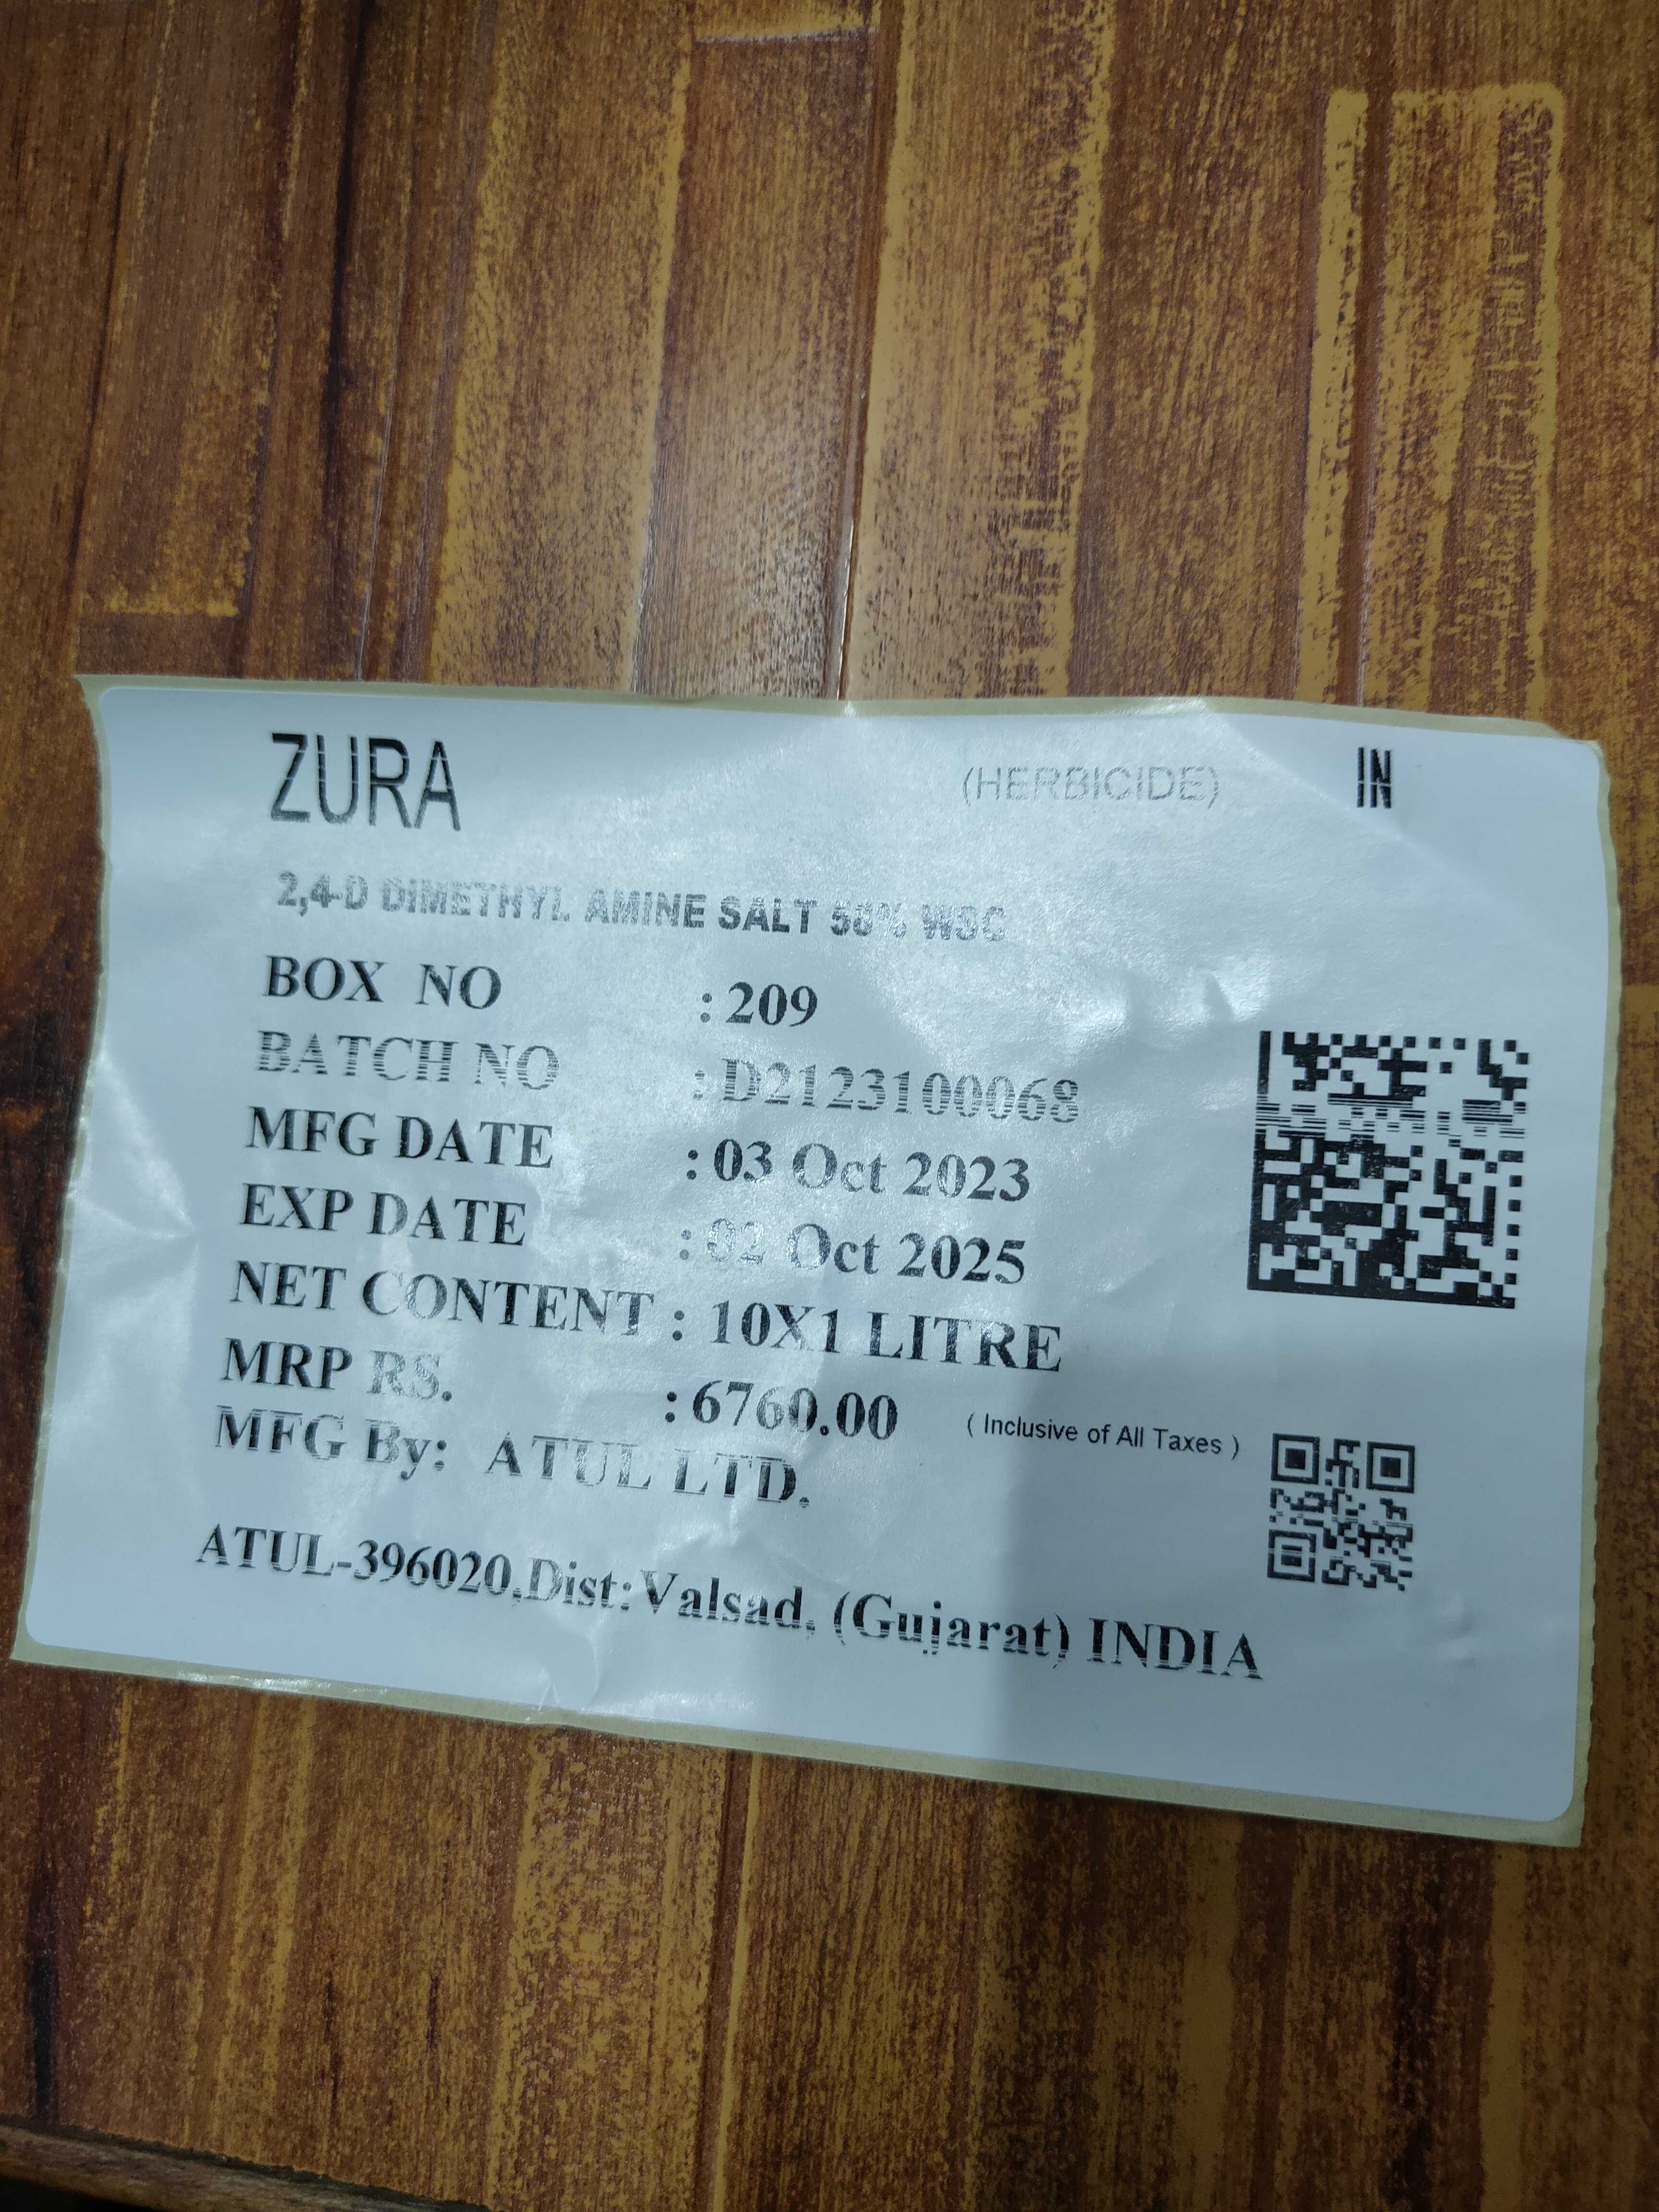 ZURA (HERBICIDE) IN
2,4-D DIMETHYL AMINE SALT 58% WSC
BOX NO : 209
BATCH NO : D2123100068
MFG DATE : 03 Oct 2023
EXP DATE : 02 Oct 2025
NET CONTENT : 10X1 LITRE
MRP RS. : 6760.00 ( Inclusive of All Taxes )
MFG By: ATUL LTD.
ATUL-396020,Dist:Valsad, (Gujarat) INDIA